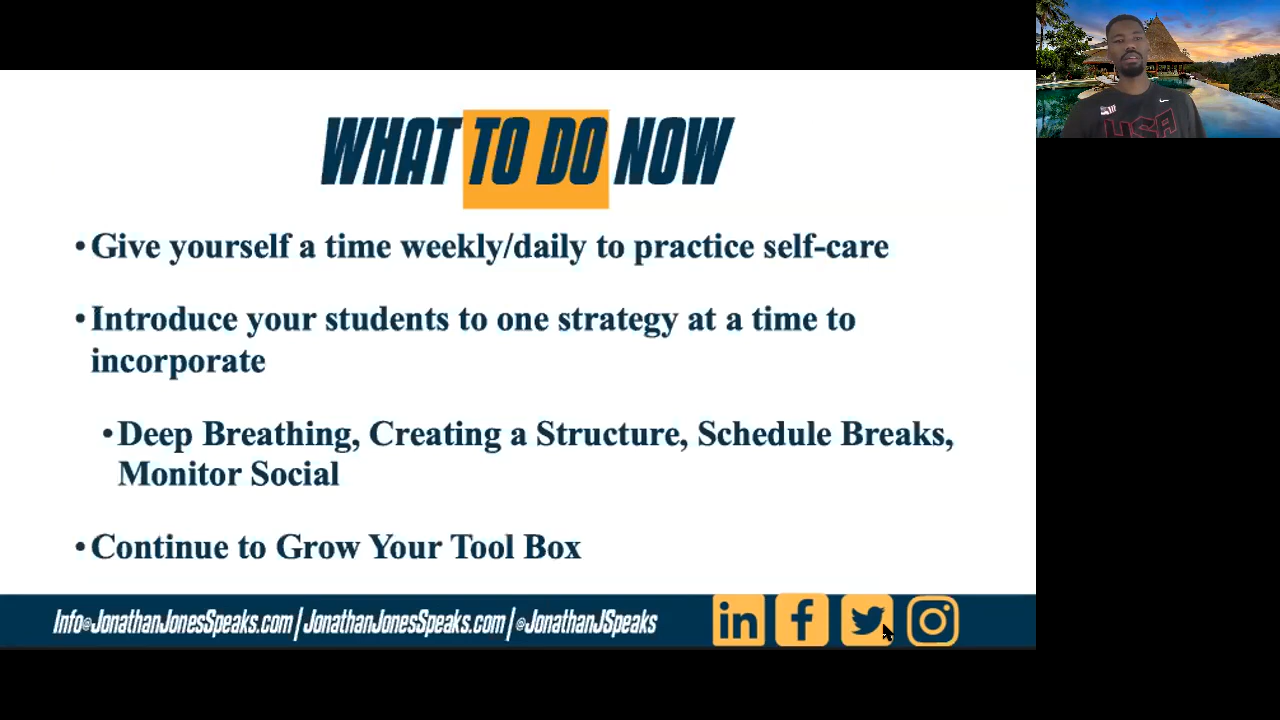 WHAT TO DO NOW
•Give yourself a time weekly/daily to practice self-care
•Introduce your students to one strategy at a time to
incorporate
•Deep Breathing, Creating a Structure, Schedule Breaks,
Monitor Social
•Continue to Grow Your Tool Box
Info@JonathanJonesSpeaks.com | JonathanJonesSpeaks.com | @JonathanJSpeaks
in f
USA